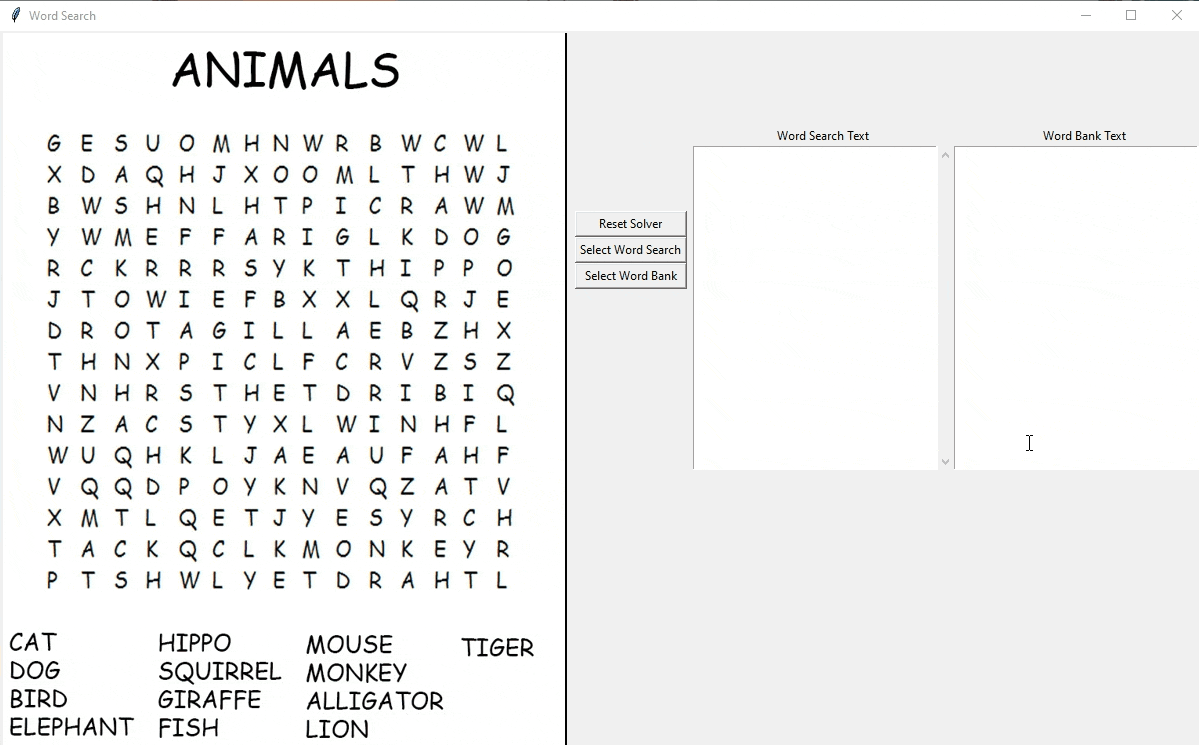 Word Search
ANIMALS
G E S U O M H N W R B W C W L
X D A Q H J X O O M L T H W J
B W S H N L H T P I C R A W M
Y W M E F F A R I G L K D O G
R C K R R R S Y K T H I P P O
J T O W I E F B X X L Q R J E
D R O T A G I L L A E B Z H X
T H N X P I C L F C R V Z S Z
V N H R S T H E T D R I B I Q
N Z A C S T Y X L W I N H F L
W U Q H K L J A E A U F A H F
V Q Q D P O Y K N V Q Z A T V
X M T L Q E T J Y E S Y R C H
T A C K Q C L K M O N K E Y R
P T S H W L Y E T D R A H T L
CAT HIPPO MOUSE TIGER
DOG SQUIRREL MONKEY
BIRD GIRAFFE ALLIGATOR
ELEPHANT FISH LION
Word Search Text Word Bank Text
Reset Solver
Select Word Search
Select Word Bank